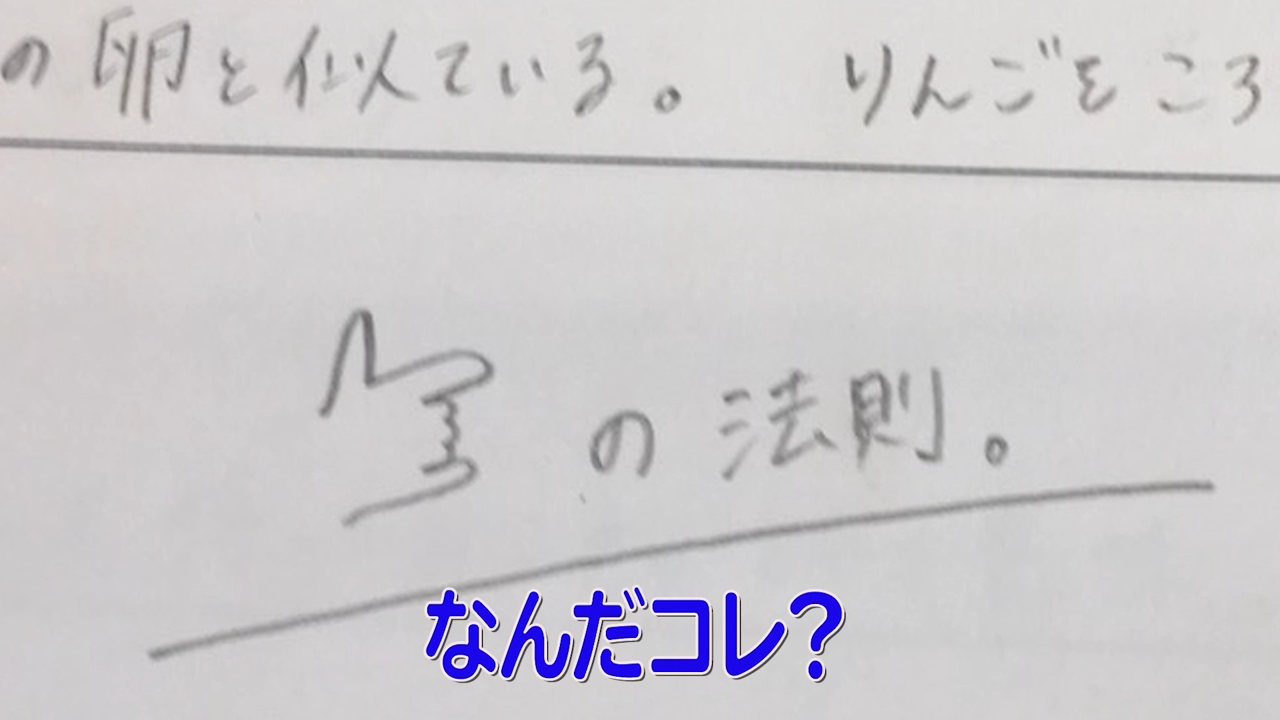 の卵と似ている。 りんごをころ
の法則。
なんだコレ?